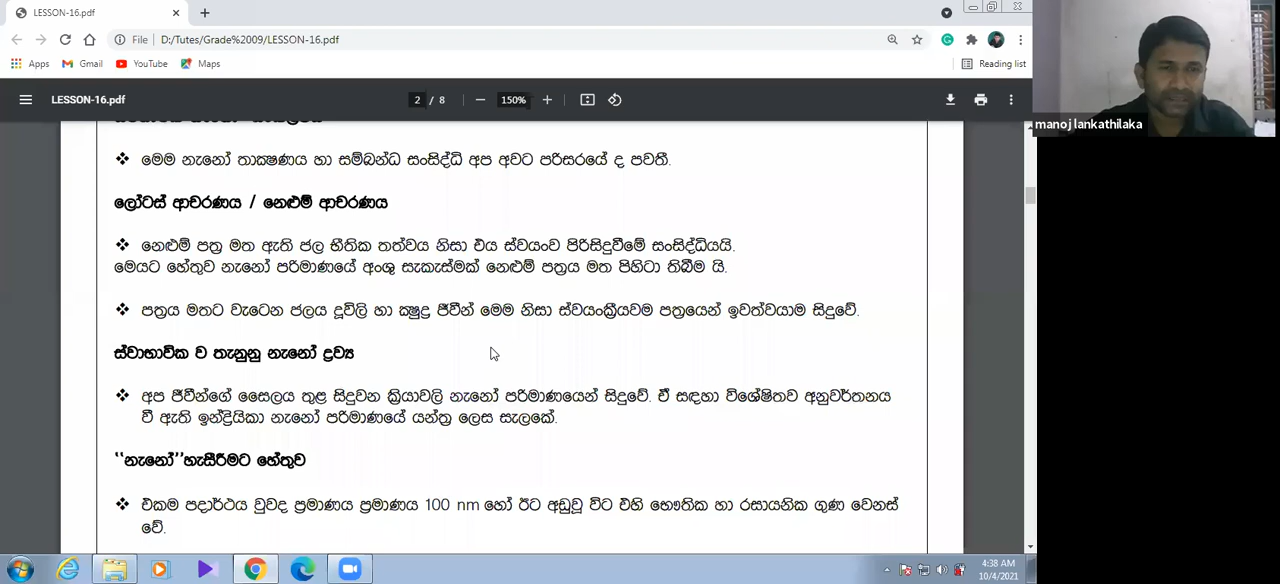 LESSON-16.pdf
File D:/Tutes/Grade%2009/LESSON-16.pdf
Apps Gmail YouTube Maps Reading list
LESSON-16.pdf 2 / 8 150%
manoj lankathilaka
❖ මෙම නැනෝ තාක්‍ෂණය හා සම්බන්ධ සංසිද්ධි අප අවට පරිසරයේ ද පවතී.
ලෝටස් ආචරණය / නෙළුම් ආචරණය
❖ නෙළුම් පත්‍ර මත ඇති ජල භීතික තත්වය නිසා එය ස්වයංව පිරිසිදුවීමේ සංසිද්ධියයි.
මෙයට හේතුව නැනෝ පරිමාණයේ අංශු සැකැස්මක් නෙළුම් පත්‍රය මත පිහිටා තිබීම යි.
❖ පත්‍රය මතට වැටෙන ජලය දූවිලි හා ක්‍ෂුද්‍ර ජීවීන් මෙම නිසා ස්වයංක්‍රීයවම පත්‍රයෙන් ඉවත්වයාම සිදුවේ.
ස්වාභාවික ව තැනුනු නැනෝ ද්‍රව්‍ය
❖ අප ජීවීන්ගේ සෛලය තුළ සිදුවන ක්‍රියාවලි නැනෝ පරිමාණයෙන් සිදුවේ. ඒ සඳහා විශේෂිතව අනුවර්තනය
වී ඇති ඉන්ද්‍රියිකා නැනෝ පරිමාණයේ යන්ත්‍ර ලෙස සැලකේ.
"නැනෝ"හැසිරීමට හේතුව
❖ එකම පදාර්ථය වුවද ප්‍රමාණය ප්‍රමාණය 100 nm හෝ ඊට අඩුවූ විට එහි භෞතික හා රසායනික ගුණ වෙනස්
වේ.
4:38 AM
10/4/2021